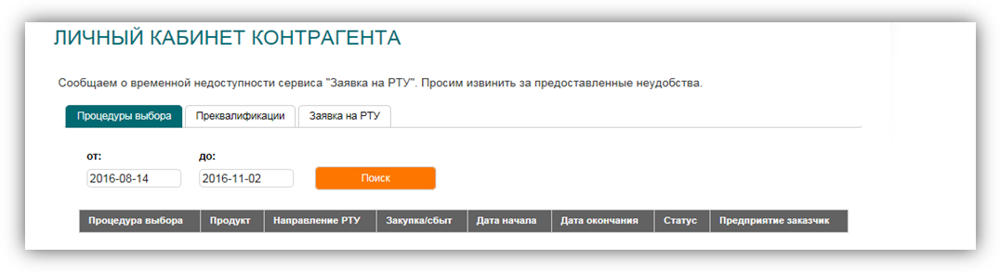 ЛИЧНЫЙ КАБИНЕТ КОНТРАГЕНТА
Сообщаем о временной недоступности сервиса "Заявка на РТУ". Просим извинить за предоставленные неудобства.
Процедуры выбора Преквалификации Заявка на РТУ
от: до:
2016-08-14 2016-11-02 Поиск
Процедура выбора Продукт Направление РТУ Закупка/сбыт Дата начала Дата окончания Статус Предприятие заказчик